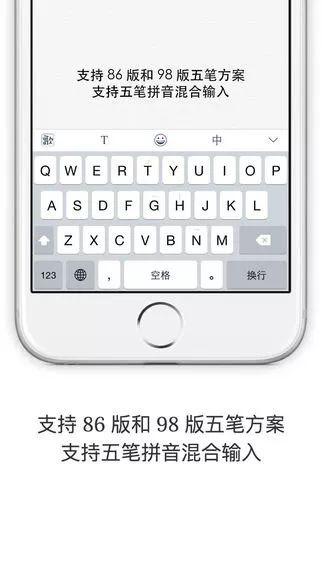 支持 86 版和 98 版五笔方案
支持五笔拼音混合输入
歌 T 中
Q W E R T Y U I O P
A S D F G H J K L
Z X C V B N M
123 , 空格 。 换行
支持 86 版和 98 版五笔方案
支持五笔拼音混合输入